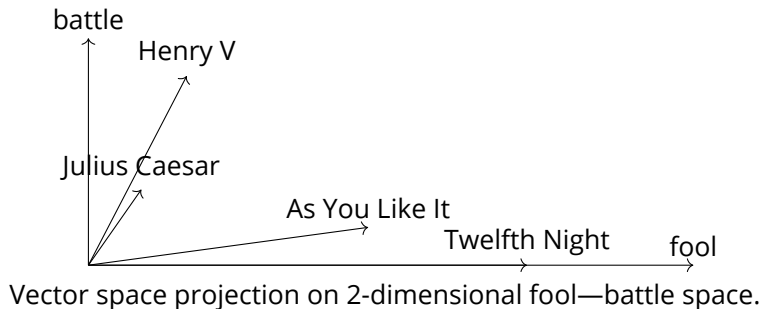 battle
Henry V
Julius Caesar
As You Like It
Twelfth Night
fool
Vector space projection on 2-dimensional fool—battle space.